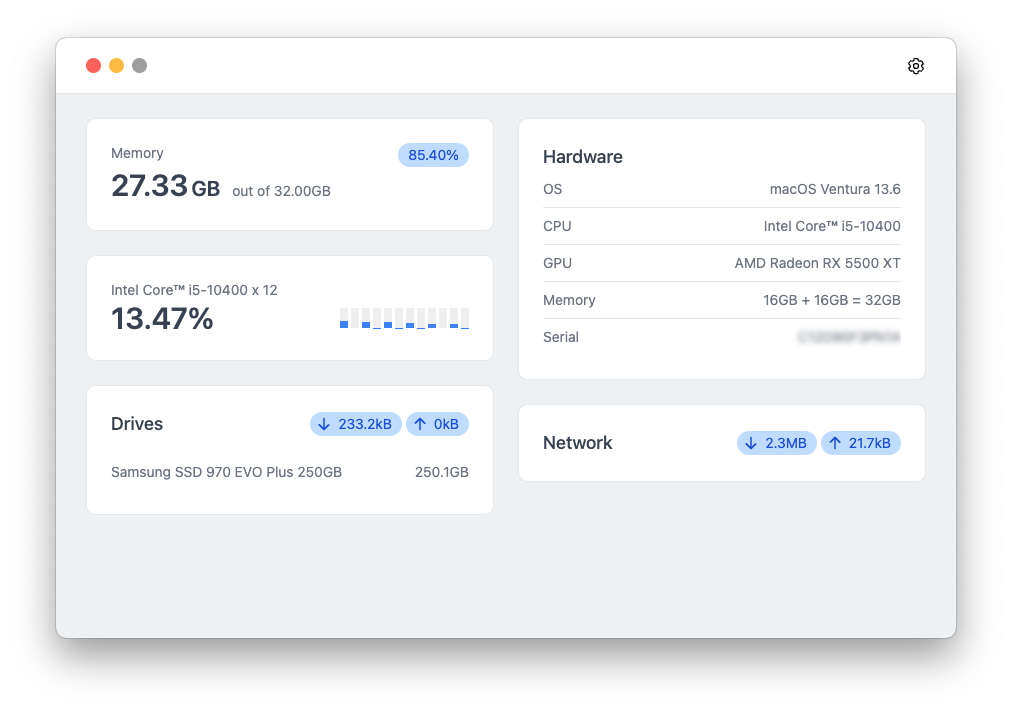 Memory
85.40%
27.33 GB out of 32.00GB
Intel Core™ i5-10400 x 12
13.47%
Drives
↓ 233.2kB
↑ 0kB
Samsung SSD 970 EVO Plus 250GB
250.1GB
Hardware
OS macOS Ventura 13.6
CPU Intel Core™ i5-10400
GPU AMD Radeon RX 5500 XT
Memory 16GB + 16GB = 32GB
Serial
Network
↓ 2.3MB
↑ 21.7kB